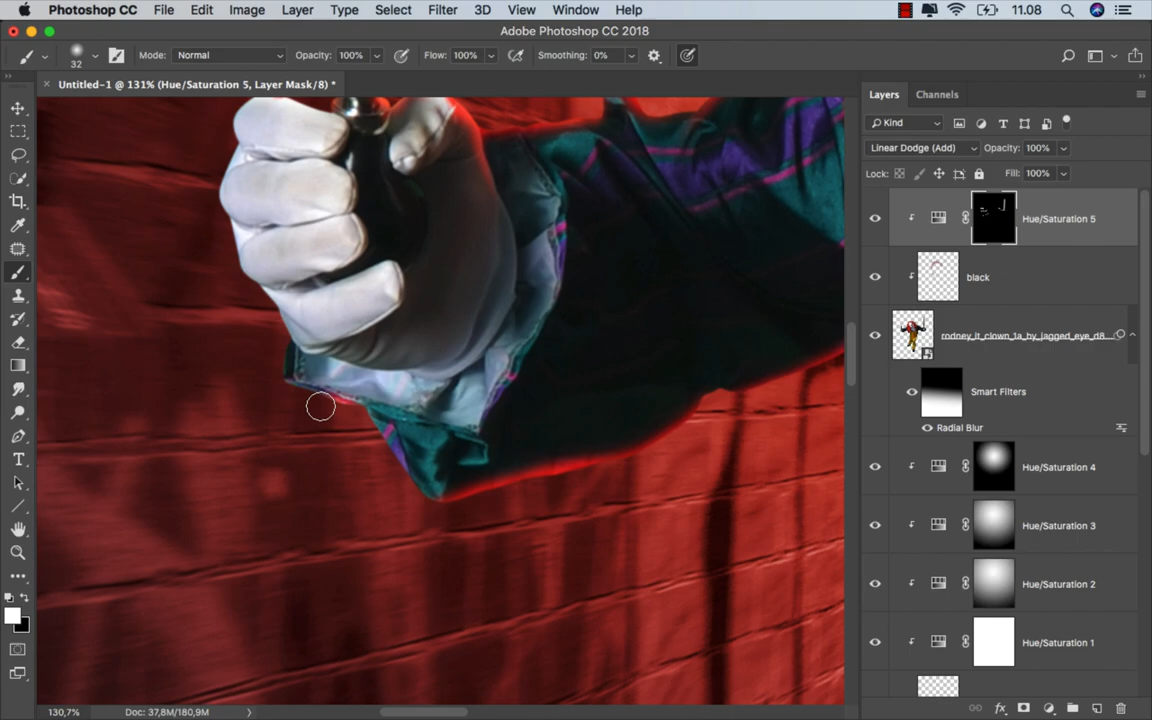 Photoshop CC File Edit Image Layer Type Select Filter 3D View Window Help 11.08
Adobe Photoshop CC 2018
32 Mode: Normal Opacity: 100% Flow: 100% Smoothing: 0%
Untitled-1 @ 131% (Hue/Saturation 5, Layer Mask/8) *
Layers Channels
Kind
Linear Dodge (Add) Opacity: 100%
Lock: Fill: 100%
Hue/Saturation 5
black
rodney_it_clown_1a_by_jagged_eye_d8...
Smart Filters
Radial Blur
Hue/Saturation 4
Hue/Saturation 3
Hue/Saturation 2
Hue/Saturation 1
130,7% Doc: 37,8M/180,9M